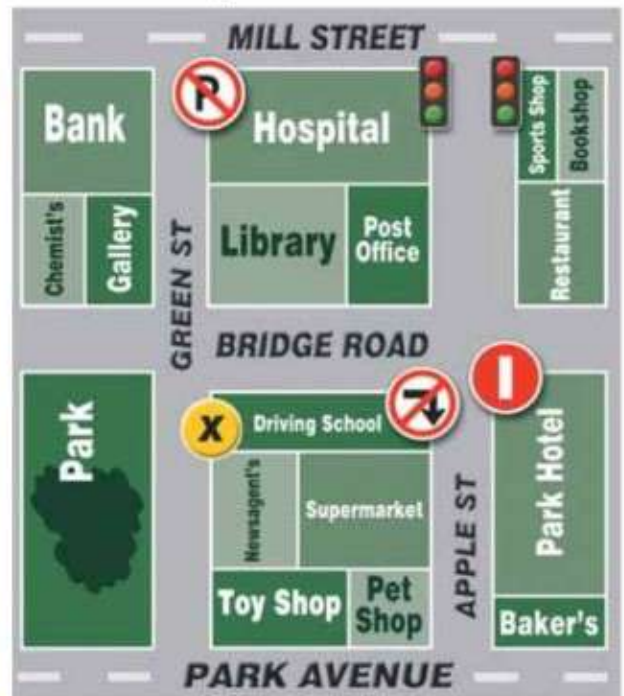 MILL STREET
Bank
P
Hospital
Sports Shop
Bookshop
Chemist's
Gallery
GREEN ST
Library
Post
Office
Restaurant
BRIDGE ROAD
Park
X
Driving School
Newsagent's
Supermarket
APPLE ST
Park Hotel
Toy Shop
Pet
Shop
Baker's
PARK AVENUE